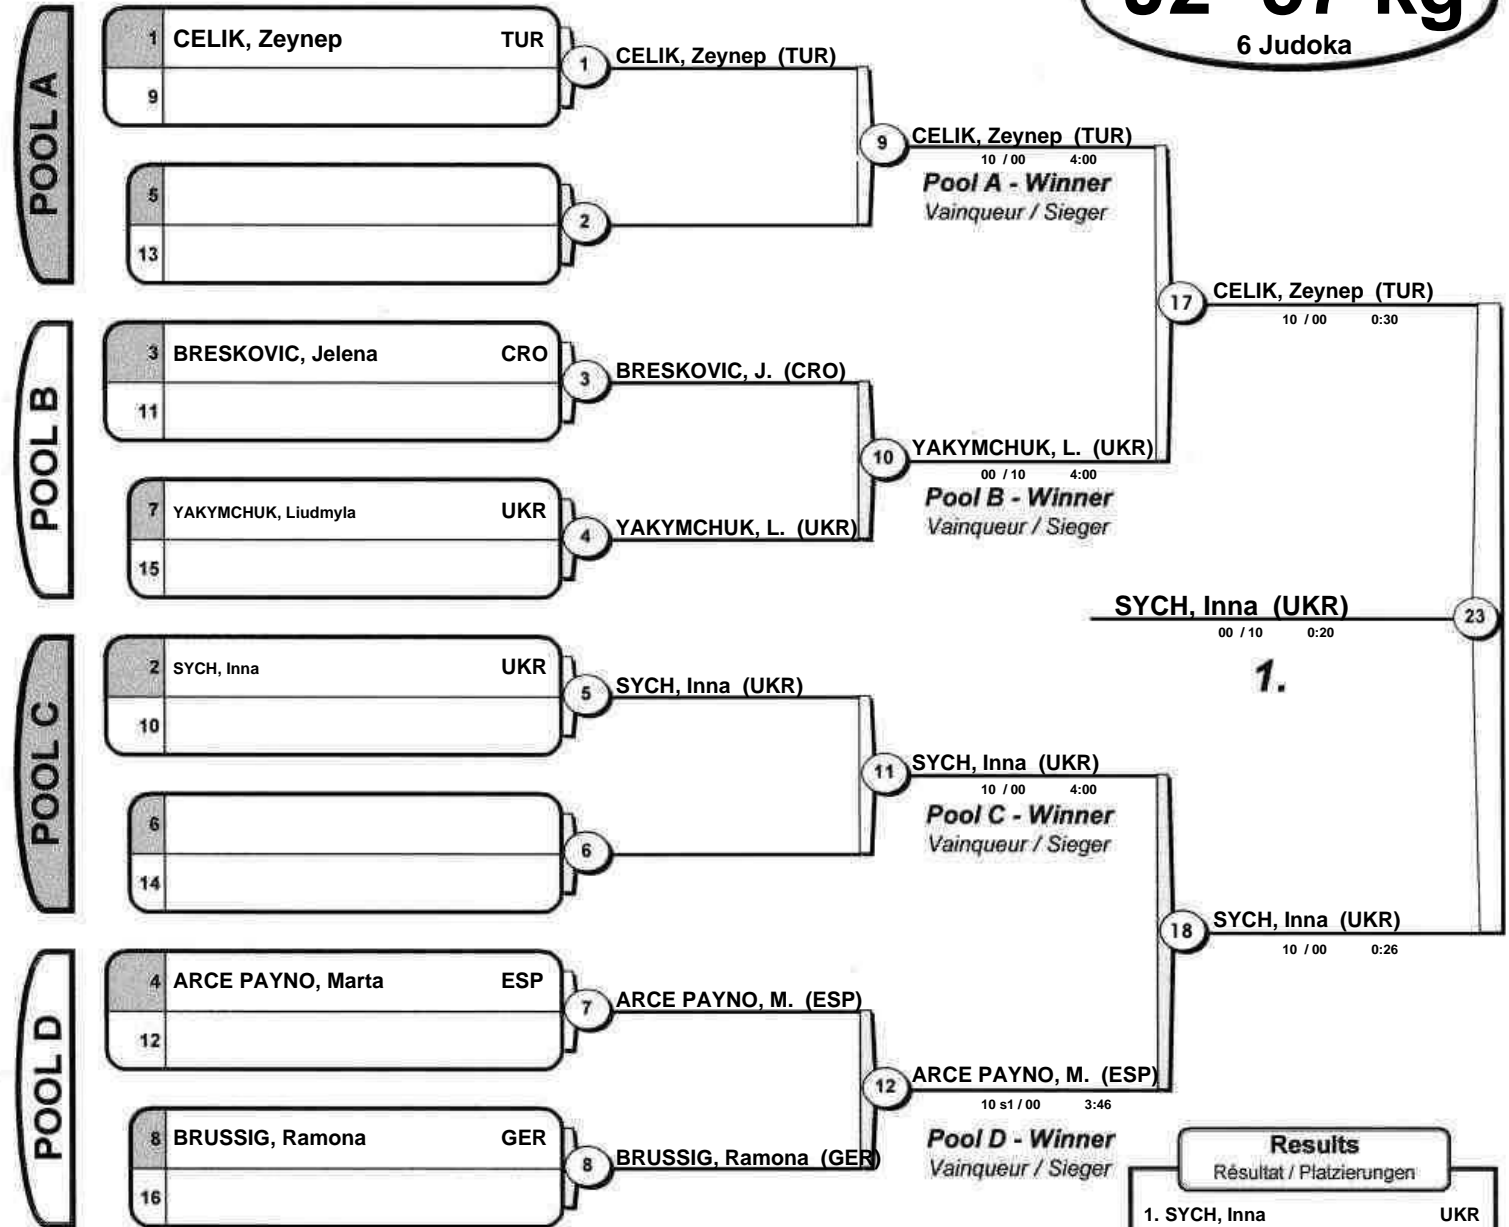 6 Judoka
POOL A
1 CELIK, Zeynep TUR
9
1
CELIK, Zeynep (TUR)
5
13
2
9
CELIK, Zeynep (TUR)
10 / 00 4:00
Pool A - Winner
Vainqueur / Sieger
POOL B
3 BRESKOVIC, Jelena CRO
11
3
BRESKOVIC, J. (CRO)
7 YAKYMCHUK, Liudmyla UKR
15
4
YAKYMCHUK, L. (UKR)
10
YAKYMCHUK, L. (UKR)
00 / 10 4:00
Pool B - Winner
Vainqueur / Sieger
17
CELIK, Zeynep (TUR)
10 / 00 0:30
SYCH, Inna (UKR)
23
00 / 10 0:20
1.
POOL C
2 SYCH, Inna UKR
10
5
SYCH, Inna (UKR)
6
14
6
11
SYCH, Inna (UKR)
10 / 00 4:00
Pool C - Winner
Vainqueur / Sieger
18
SYCH, Inna (UKR)
10 / 00 0:26
POOL D
4 ARCE PAYNO, Marta ESP
12
7
ARCE PAYNO, M. (ESP)
8 BRUSSIG, Ramona GER
16
8
BRUSSIG, Ramona (GER)
12
ARCE PAYNO, M. (ESP)
10 s1 / 00 3:46
Pool D - Winner
Vainqueur / Sieger
Results
Résultat / Platzierungen
1. SYCH, Inna UKR